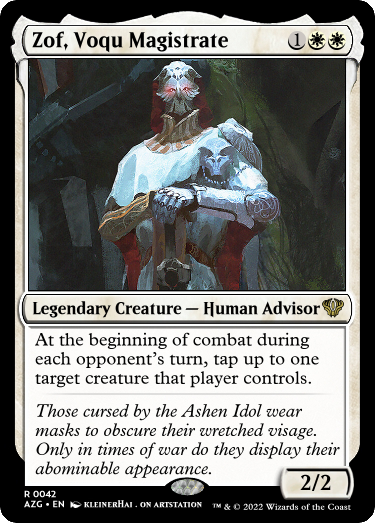 Zof, Voqu Magistrate 1
Legendary Creature — Human Advisor
At the beginning of combat during
each opponent's turn, tap up to one
target creature that player controls.
Those cursed by the Ashen Idol wear
masks to obscure their wretched visage.
Only in times of war do they display their
abominable appearance.
2/2
R 0042
AZG • EN KLEINERHAI . ON ARTSTATION ™ & © 2022 Wizards of the Coast